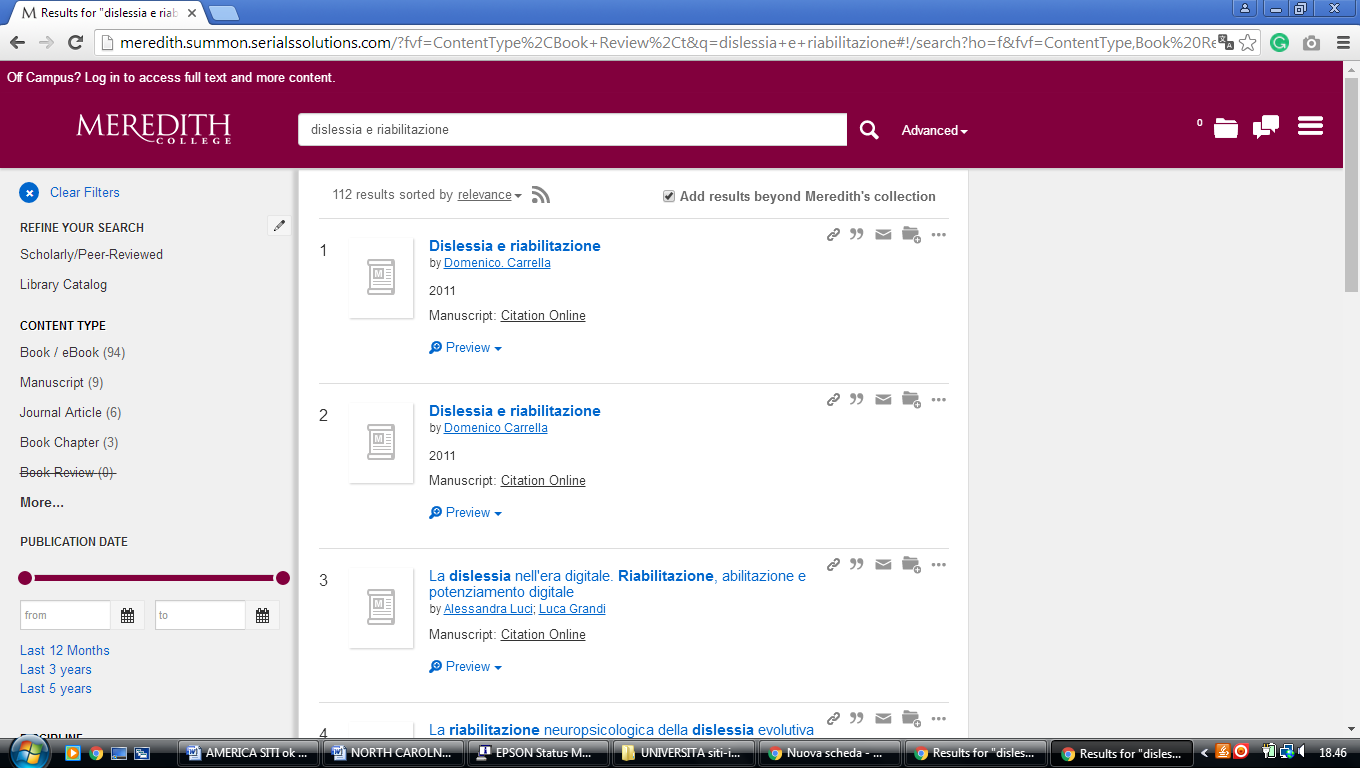 M Results for "dislessia e riab
meredith.summon.serialssolutions.com/?fvf=ContentType%2CBook+Review%2Ct&q=dislessia+e+riabilitazione#!/search?ho=f&fvf=ContentType,Book%20Re
Off Campus? Log in to access full text and more content.
MEREDITH
COLLEGE
dislessia e riabilitazione
Advanced
0
Clear Filters
REFINE YOUR SEARCH
Scholarly/Peer-Reviewed
Library Catalog
CONTENT TYPE
Book / eBook (94)
Manuscript (9)
Journal Article (6)
Book Chapter (3)
Book Review (0)
More...
PUBLICATION DATE
from
to
Last 12 Months
Last 3 years
Last 5 years
DISCIPLINE
112 results sorted by relevance
Add results beyond Meredith's collection
1
Dislessia e riabilitazione
by Domenico. Carrella
2011
Manuscript: Citation Online
Preview
2
Dislessia e riabilitazione
by Domenico Carrella
2011
Manuscript: Citation Online
Preview
3
La dislessia nell'era digitale. Riabilitazione, abilitazione e
potenziamento digitale
by Alessandra Luci; Luca Grandi
Manuscript: Citation Online
Preview
4
La riabilitazione neuropsicologica della dislessia evolutiva
AMERICA SITI ok ...
NORTH CAROLN...
EPSON Status M...
UNIVERSITA siti-i...
Nuova scheda - ...
Results for "disles...
Results for "disles...
18.46